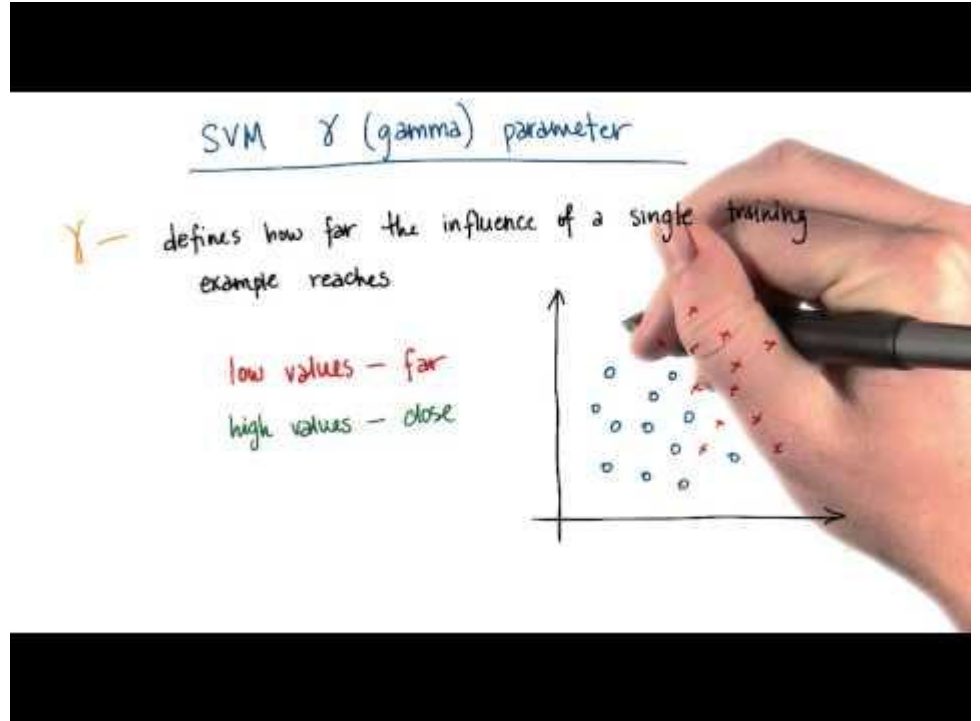 SVM γ (gamma) parameter
γ — defines how far the influence of a single training
example reaches
low values — far
high values — close